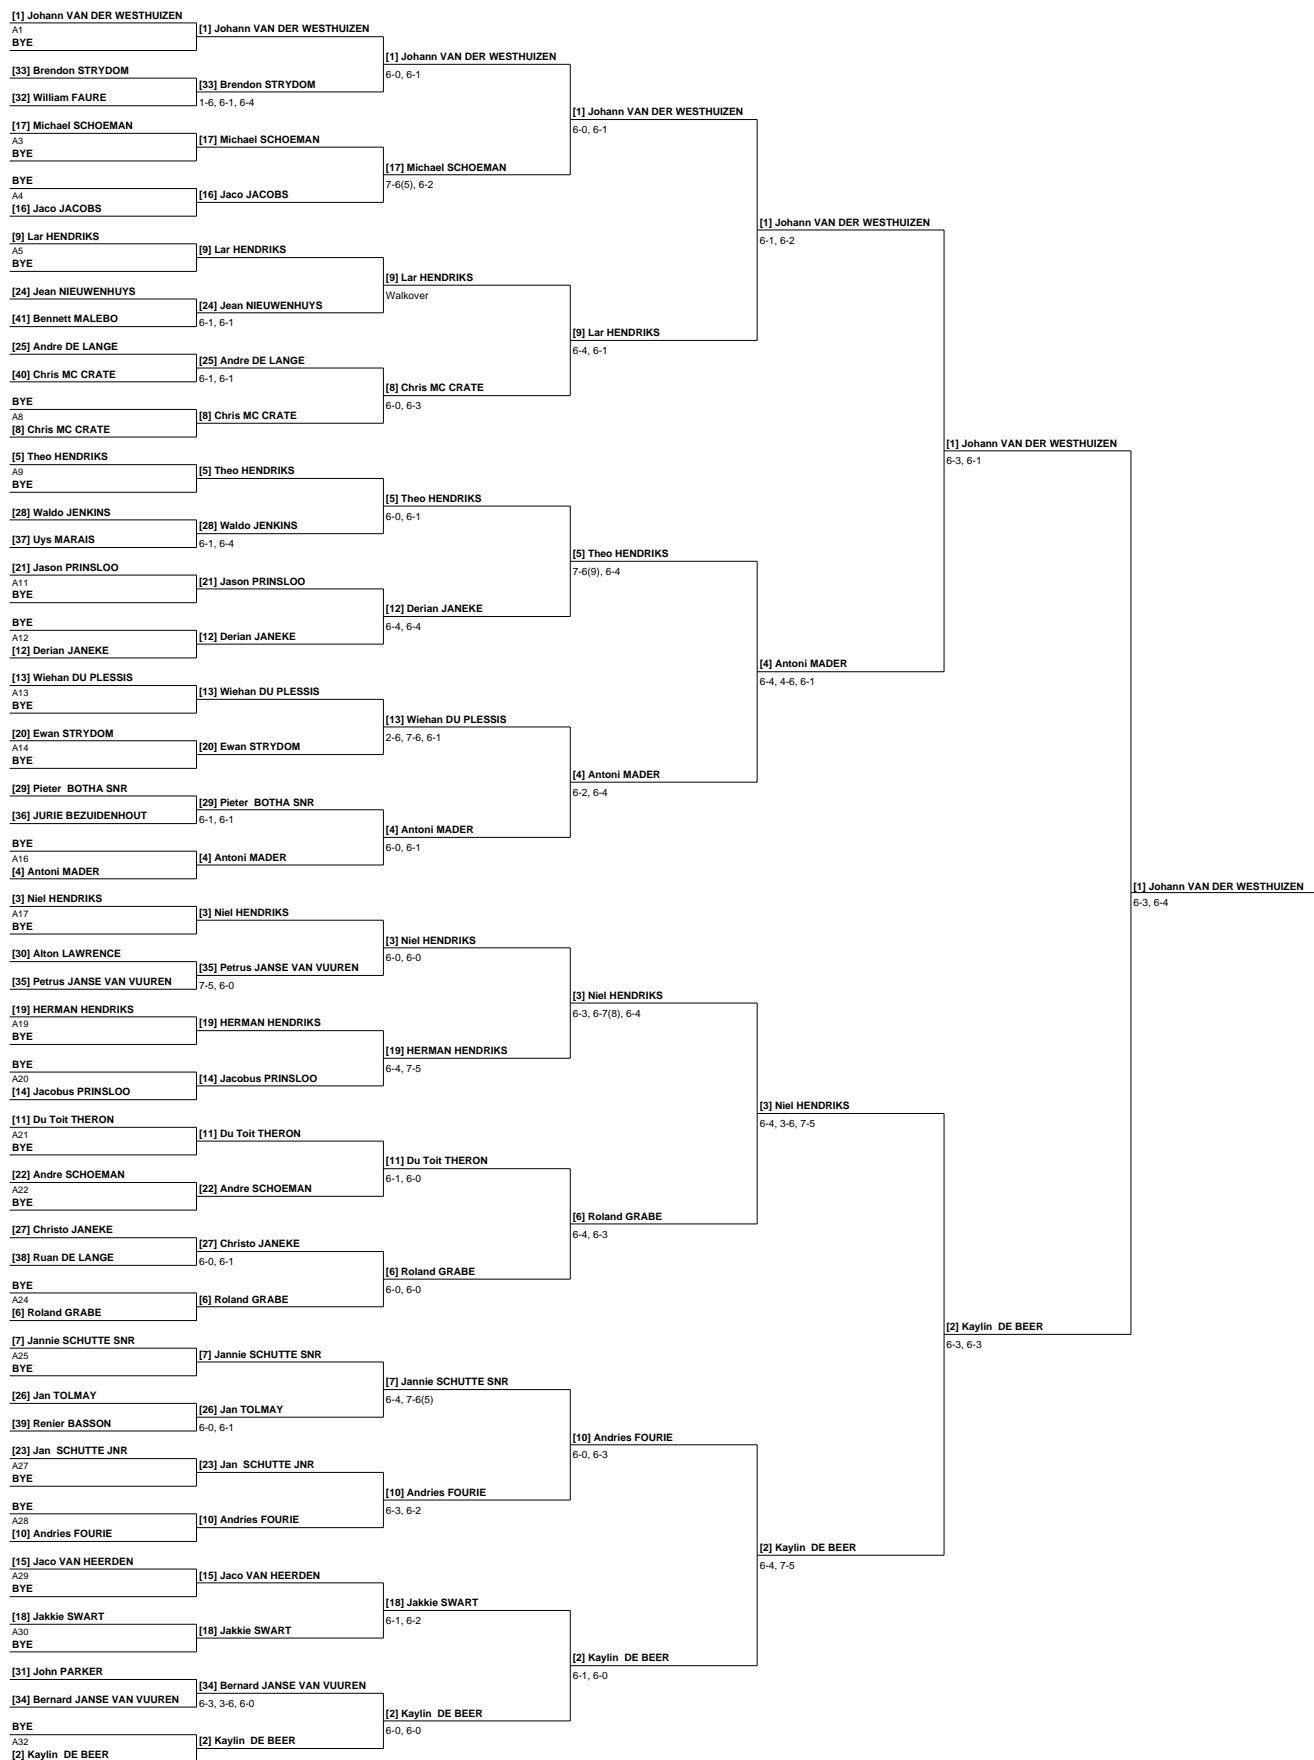 [1] Johann VAN DER WESTHUIZEN
A1
BYE
[33] Brendon STRYDOM
[32] William FAURE
[17] Michael SCHOEMAN
A3
BYE
BYE
A4
[16] Jaco JACOBS
[9] Lar HENDRIKS
A5
BYE
[24] Jean NIEUWENHUYS
[41] Bennett MALEBO
[25] Andre DE LANGE
[40] Chris MC CRATE
BYE
A8
[8] Chris MC CRATE
[5] Theo HENDRIKS
A9
BYE
[28] Waldo JENKINS
[37] Uys MARAIS
[21] Jason PRINSLOO
A11
BYE
BYE
A12
[12] Derian JANEKE
[13] Wiehan DU PLESSIS
A13
BYE
[20] Ewan STRYDOM
A14
BYE
[29] Pieter  BOTHA SNR
[36] JURIE BEZUIDENHOUT
BYE
A16
[4] Antoni MADER
[3] Niel HENDRIKS
A17
BYE
[30] Alton LAWRENCE
[35] Petrus JANSE VAN VUUREN
[19] HERMAN HENDRIKS
A19
BYE
BYE
A20
[14] Jacobus PRINSLOO
[11] Du Toit THERON
A21
BYE
[22] Andre SCHOEMAN
A22
BYE
[27] Christo JANEKE
[38] Ruan DE LANGE
BYE
A24
[6] Roland GRABE
[7] Jannie SCHUTTE SNR
A25
BYE
[26] Jan TOLMAY
[39] Renier BASSON
[23] Jan  SCHUTTE JNR
A27
BYE
BYE
A28
[10] Andries FOURIE
[15] Jaco VAN HEERDEN
A29
BYE
[18] Jakkie SWART
A30
BYE
[31] John PARKER
[34] Bernard JANSE VAN VUUREN
BYE
A32
[2] Kaylin  DE BEER
[1] Johann VAN DER WESTHUIZEN
[33] Brendon STRYDOM
1-6, 6-1, 6-4
[17] Michael SCHOEMAN
[16] Jaco JACOBS
[9] Lar HENDRIKS
[24] Jean NIEUWENHUYS
6-1, 6-1
[25] Andre DE LANGE
6-1, 6-1
[8] Chris MC CRATE
[5] Theo HENDRIKS
[28] Waldo JENKINS
6-1, 6-4
[21] Jason PRINSLOO
[12] Derian JANEKE
[13] Wiehan DU PLESSIS
[20] Ewan STRYDOM
[29] Pieter  BOTHA SNR
6-1, 6-1
[4] Antoni MADER
[3] Niel HENDRIKS
[35] Petrus JANSE VAN VUUREN
7-5, 6-0
[19] HERMAN HENDRIKS
[14] Jacobus PRINSLOO
[11] Du Toit THERON
[22] Andre SCHOEMAN
[27] Christo JANEKE
6-0, 6-1
[6] Roland GRABE
[7] Jannie SCHUTTE SNR
[26] Jan TOLMAY
6-0, 6-1
[23] Jan  SCHUTTE JNR
[10] Andries FOURIE
[15] Jaco VAN HEERDEN
[18] Jakkie SWART
[34] Bernard JANSE VAN VUUREN
6-3, 3-6, 6-0
[2] Kaylin  DE BEER
[1] Johann VAN DER WESTHUIZEN
6-0, 6-1
[17] Michael SCHOEMAN
7-6(5), 6-2
[9] Lar HENDRIKS
Walkover
[8] Chris MC CRATE
6-0, 6-3
[5] Theo HENDRIKS
6-0, 6-1
[12] Derian JANEKE
6-4, 6-4
[13] Wiehan DU PLESSIS
2-6, 7-6, 6-1
[4] Antoni MADER
6-0, 6-1
[3] Niel HENDRIKS
6-0, 6-0
[19] HERMAN HENDRIKS
6-4, 7-5
[11] Du Toit THERON
6-1, 6-0
[6] Roland GRABE
6-0, 6-0
[7] Jannie SCHUTTE SNR
6-4, 7-6(5)
[10] Andries FOURIE
6-3, 6-2
[18] Jakkie SWART
6-1, 6-2
[2] Kaylin  DE BEER
6-0, 6-0
[1] Johann VAN DER WESTHUIZEN
6-0, 6-1
[9] Lar HENDRIKS
6-4, 6-1
[5] Theo HENDRIKS
7-6(9), 6-4
[4] Antoni MADER
6-2, 6-4
[3] Niel HENDRIKS
6-3, 6-7(8), 6-4
[6] Roland GRABE
6-4, 6-3
[10] Andries FOURIE
6-0, 6-3
[2] Kaylin  DE BEER
6-1, 6-0
[1] Johann VAN DER WESTHUIZEN
6-1, 6-2
[4] Antoni MADER
6-4, 4-6, 6-1
[3] Niel HENDRIKS
6-4, 3-6, 7-5
[2] Kaylin  DE BEER
6-4, 7-5
[1] Johann VAN DER WESTHUIZEN
6-3, 6-1
[2] Kaylin  DE BEER
6-3, 6-3
[1] Johann VAN DER WESTHUIZEN
6-3, 6-4